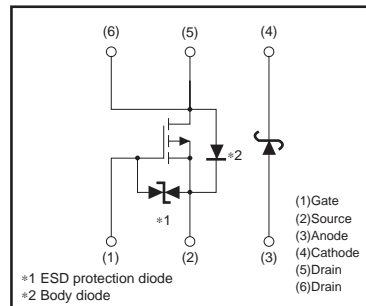 (6) (5) (4)
∗2
∗1
(1) (2) (3)
(1)Gate
(2)Source
(3)Anode
(4)Cathode
(5)Drain
(6)Drain
∗1 ESD protection diode
∗2 Body diode